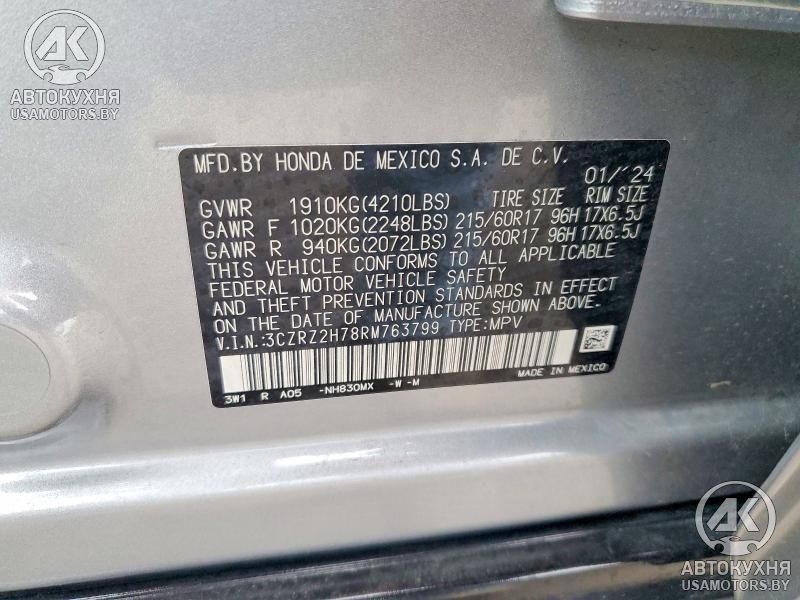 АК
АВТОКУХНЯ
USAMOTORS.BY
MFD.BY HONDA DE MEXICO S.A. DE C.V.
01/'24
GVWR 1910KG(4210LBS) TIRE SIZE RIM SIZE
GAWR F 1020KG(2248LBS) 215/60R17 96H 17X6.5J
GAWR R 940KG(2072LBS) 215/60R17 96H 17X6.5J
THIS VEHICLE CONFORMS TO ALL APPLICABLE
FEDERAL MOTOR VEHICLE SAFETY
AND THEFT PREVENTION STANDARDS IN EFFECT
ON THE DATE OF MANUFACTURE SHOWN ABOVE.
V.I.N.:3CZRZ2H78RM763799 TYPE:MPV
3W1 R A05 -NH830MX -W -M
MADE IN MEXICO
АК
АВТОКУХНЯ
USAMOTORS.BY